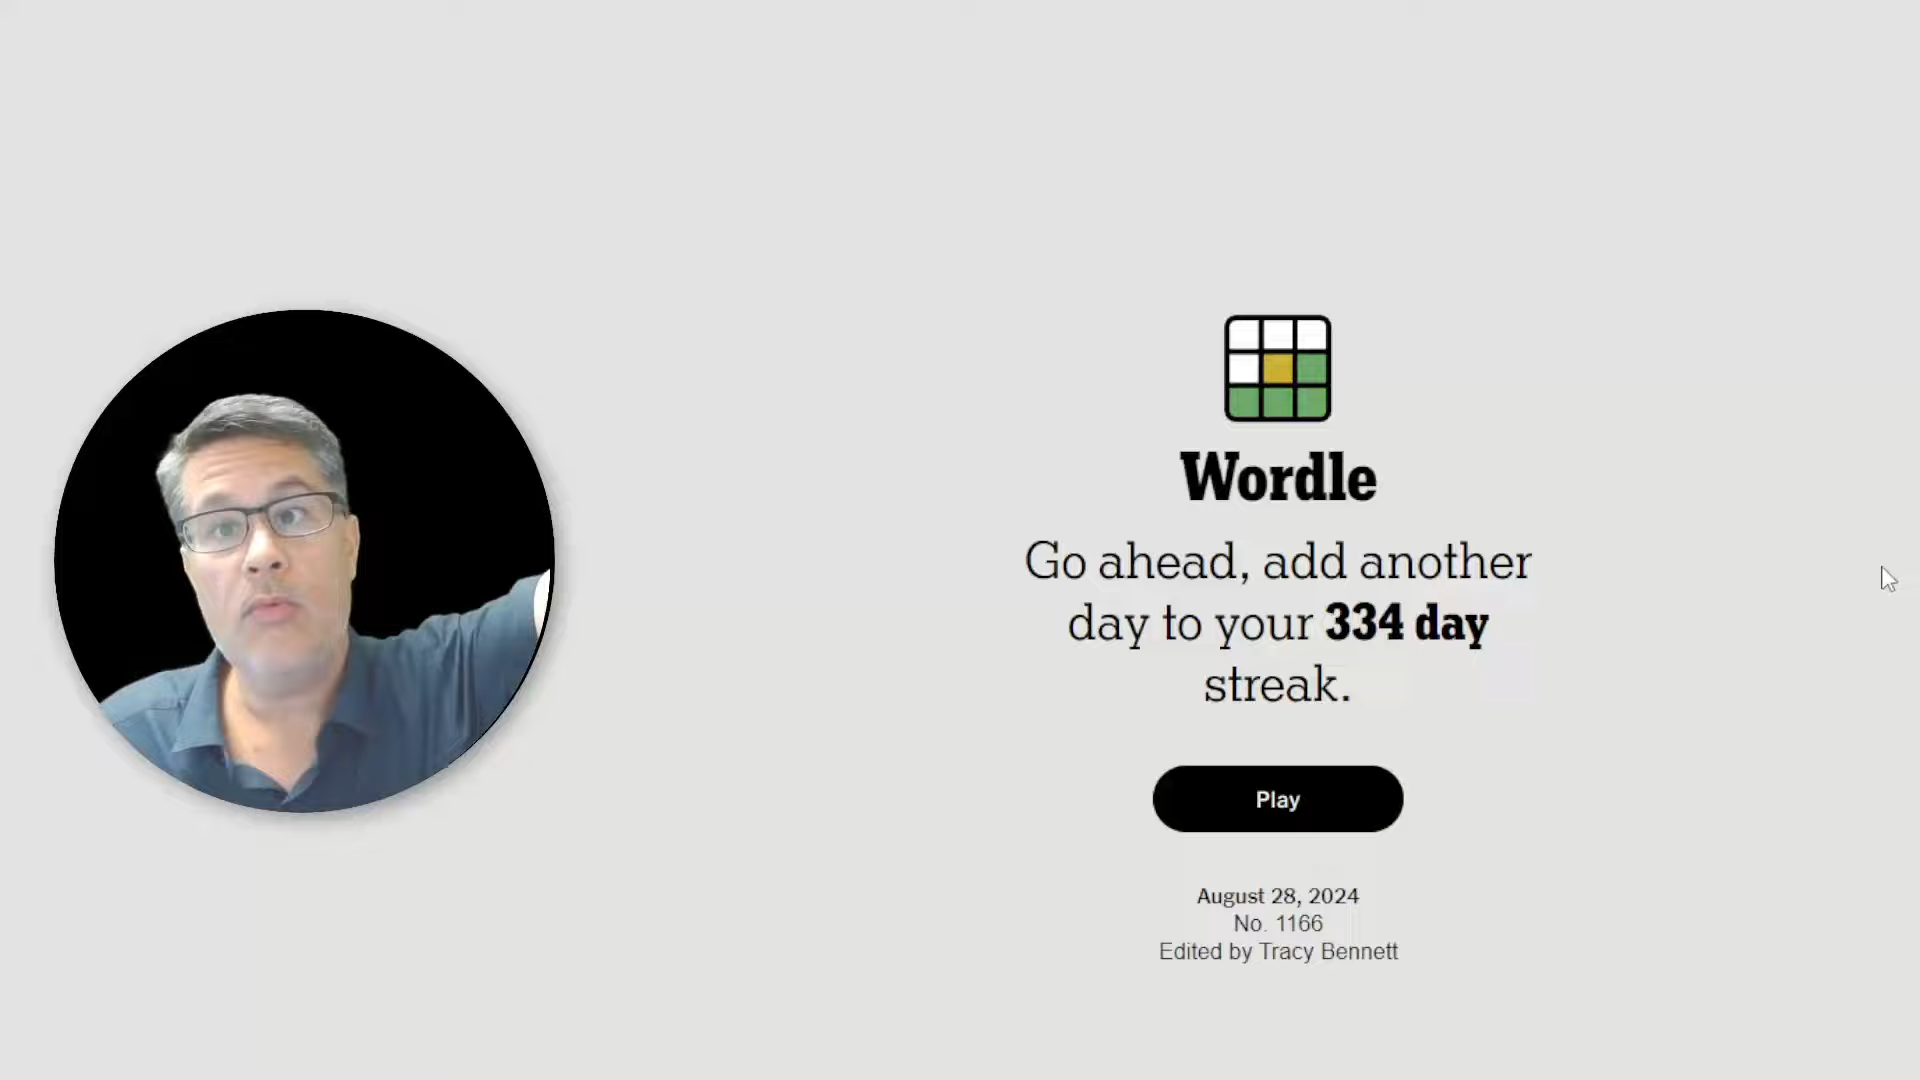 Wordle
Go ahead, add another
day to your 334 day
streak.
Play
August 28, 2024
No. 1166
Edited by Tracy Bennett